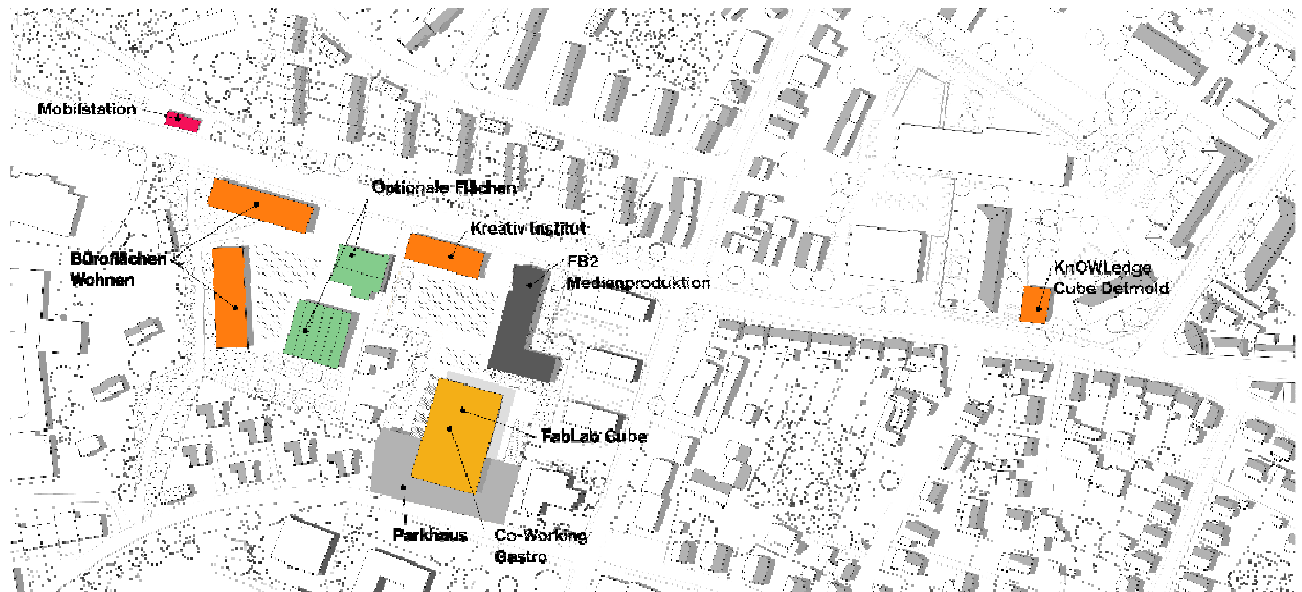 Mobilstation
Optionale Flächen
Kreativ Institut
Büroflächen
Wohnen
FB2
Medienproduktion
KnOWLedge
Cube Detmold
FabLab Cube
Parkhaus
Co-Working
Gastro